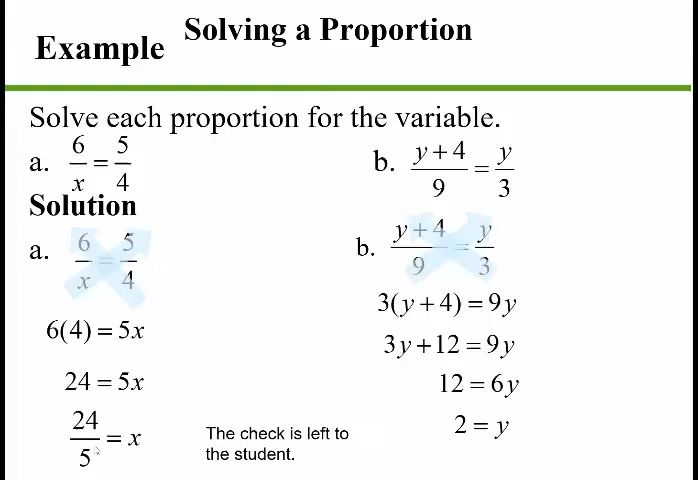 Example Solving a Proportion
Solve each proportion for the variable.
a. 6/x = 5/4
b. (y + 4)/9 = y/3
Solution
a. 6/x = 5/4
6(4) = 5x
24 = 5x
24/5 = x
b. (y + 4)/9 = y/3
3(y + 4) = 9y
3y + 12 = 9y
12 = 6y
2 = y
The check is left to
the student.